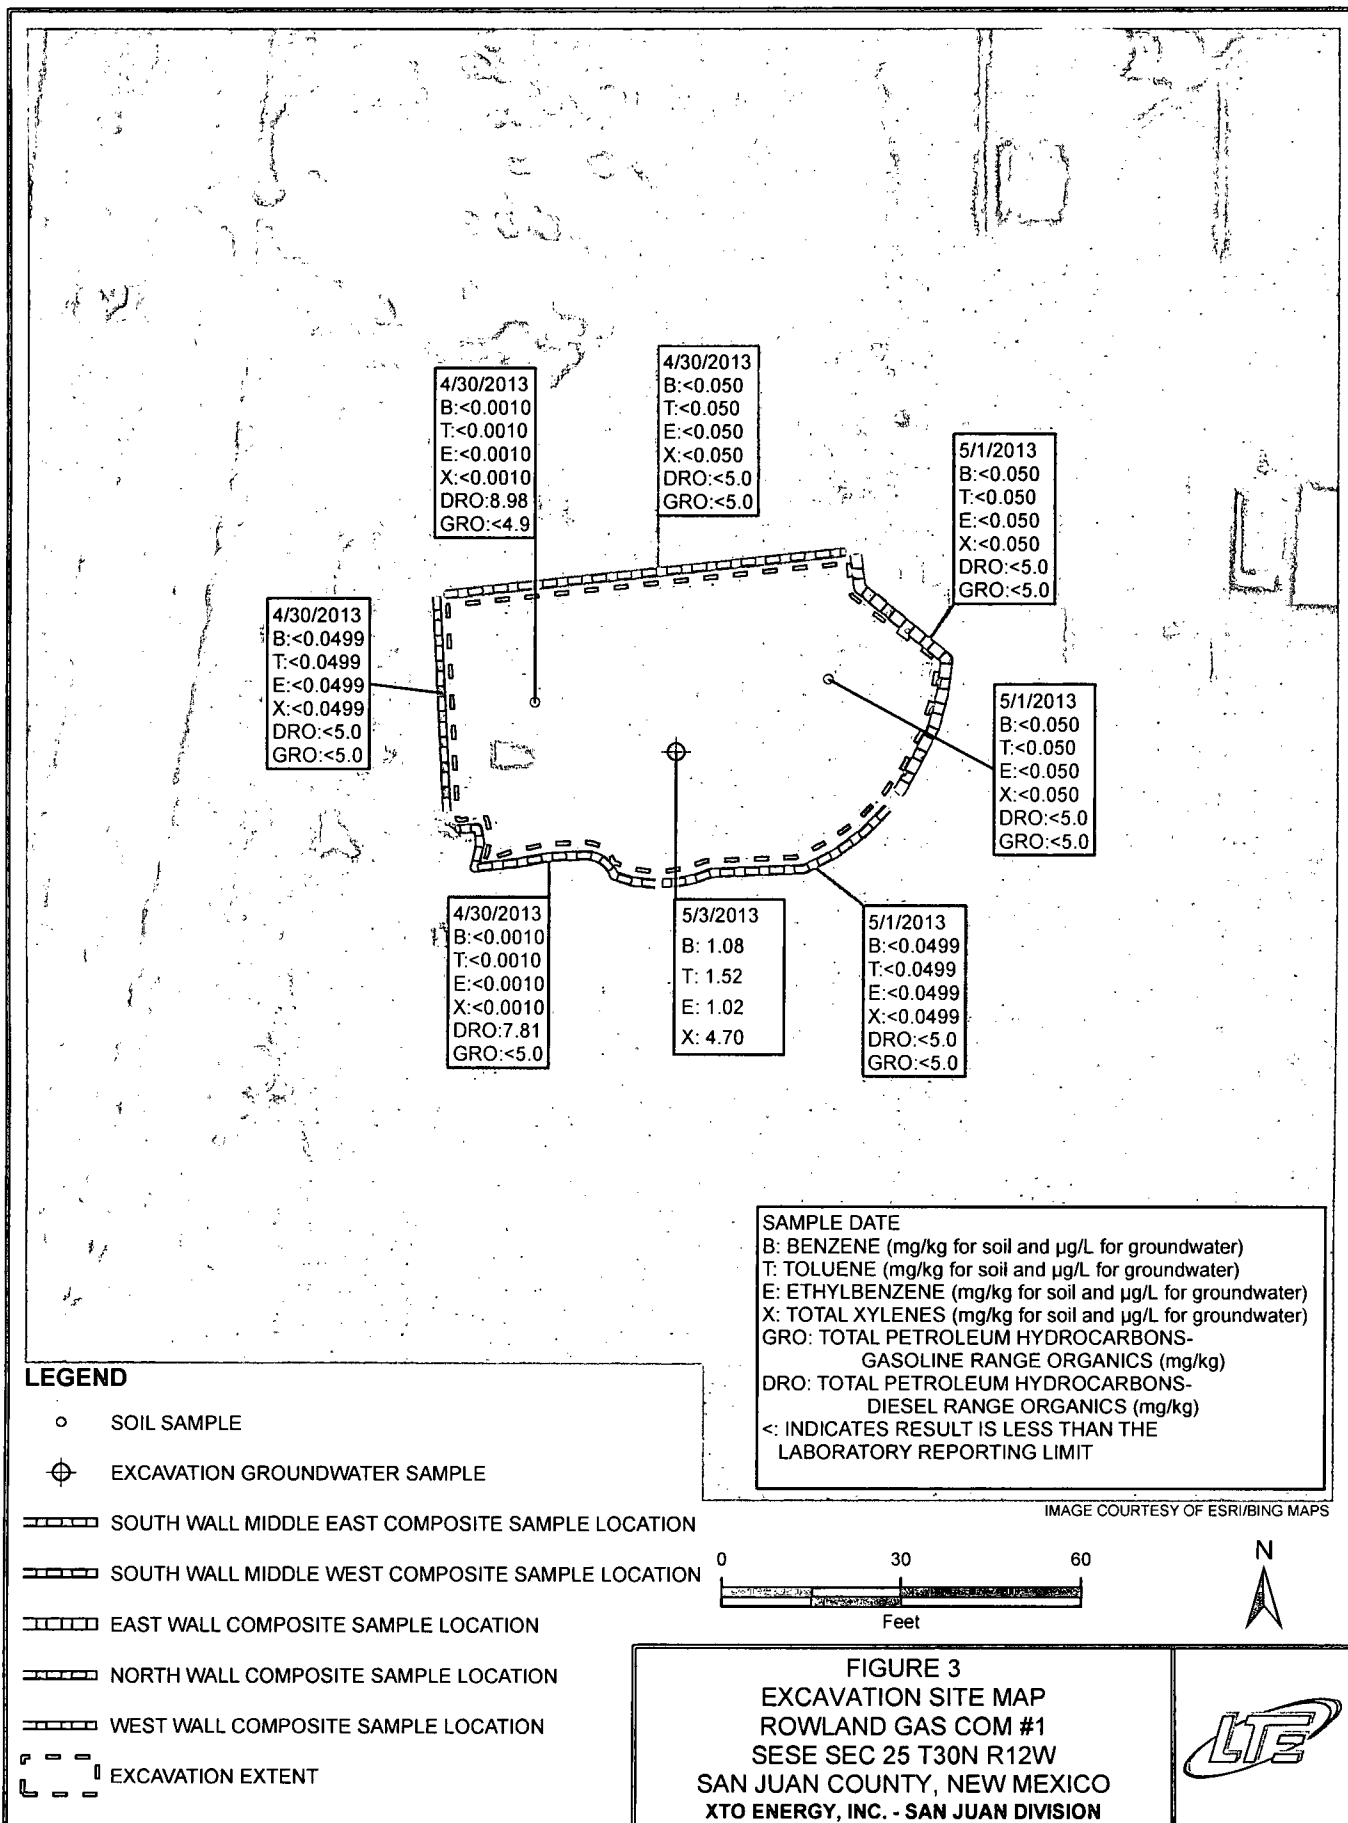 4/30/2013
B:<0.0010
T:<0.0010
E:<0.0010
X:<0.0010
DRO:8.98
GRO:<4.9
4/30/2013
B:<0.050
T:<0.050
E:<0.050
X:<0.050
DRO:<5.0
GRO:<5.0
5/1/2013
B:<0.050
T:<0.050
E:<0.050
X:<0.050
DRO:<5.0
GRO:<5.0
4/30/2013
B:<0.0499
T:<0.0499
E:<0.0499
X:<0.0499
DRO:<5.0
GRO:<5.0
5/1/2013
B:<0.050
T:<0.050
E:<0.050
X:<0.050
DRO:<5.0
GRO:<5.0
4/30/2013
B:<0.0010
T:<0.0010
E:<0.0010
X:<0.0010
DRO:7.81
GRO:<5.0
5/3/2013
B: 1.08
T: 1.52
E: 1.02
X: 4.70
5/1/2013
B:<0.0499
T:<0.0499
E:<0.0499
X:<0.0499
DRO:<5.0
GRO:<5.0
SAMPLE DATE
B: BENZENE (mg/kg for soil and µg/L for groundwater)
T: TOLUENE (mg/kg for soil and µg/L for groundwater)
E: ETHYLBENZENE (mg/kg for soil and µg/L for groundwater)
X: TOTAL XYLENES (mg/kg for soil and µg/L for groundwater)
GRO: TOTAL PETROLEUM HYDROCARBONS-
GASOLINE RANGE ORGANICS (mg/kg)
DRO: TOTAL PETROLEUM HYDROCARBONS-
DIESEL RANGE ORGANICS (mg/kg)
<: INDICATES RESULT IS LESS THAN THE
LABORATORY REPORTING LIMIT
IMAGE COURTESY OF ESRI/BING MAPS
LEGEND
SOIL SAMPLE
EXCAVATION GROUNDWATER SAMPLE
SOUTH WALL MIDDLE EAST COMPOSITE SAMPLE LOCATION
SOUTH WALL MIDDLE WEST COMPOSITE SAMPLE LOCATION
EAST WALL COMPOSITE SAMPLE LOCATION
NORTH WALL COMPOSITE SAMPLE LOCATION
WEST WALL COMPOSITE SAMPLE LOCATION
EXCAVATION EXTENT
0 30 60
Feet
N
FIGURE 3
EXCAVATION SITE MAP
ROWLAND GAS COM #1
SESE SEC 25 T30N R12W
SAN JUAN COUNTY, NEW MEXICO
XTO ENERGY, INC. - SAN JUAN DIVISION
LTE